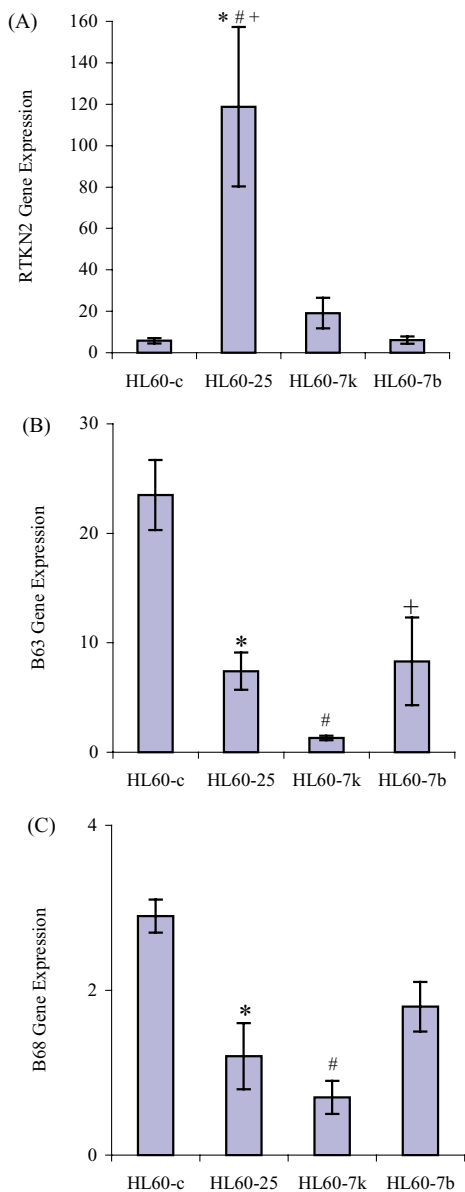 (A)
RTKN2 Gene Expression
160
140
120
100
80
60
40
20
0
* # +
HL60-c HL60-25 HL60-7k HL60-7b
(B)
B63 Gene Expression
30
20
10
0
*
#
+
HL60-c HL60-25 HL60-7k HL60-7b
(C)
B68 Gene Expression
4
2
0
*
#
HL60-c HL60-25 HL60-7k HL60-7b